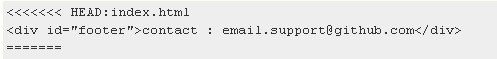 <<<<<<< HEAD:index.html
<div id="footer">contact : email.support@github.com</div>
=======